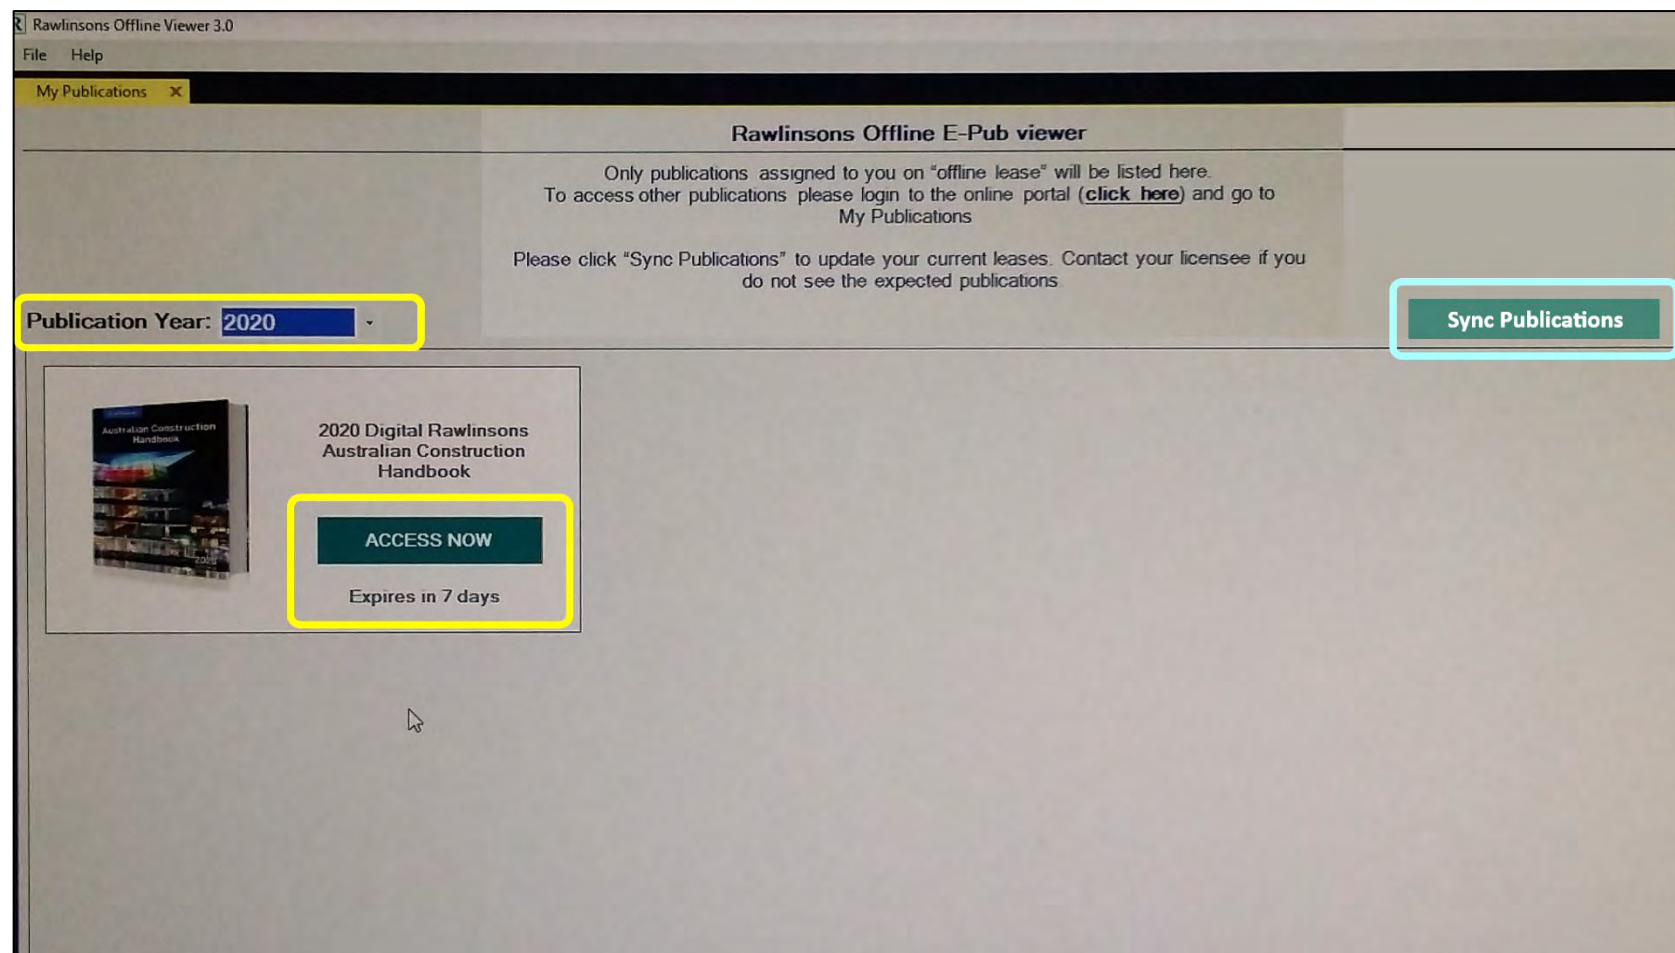 Rawlinsons Offline Viewer 3.0
File Help
My Publications x
Rawlinsons Offline E-Pub viewer
Only publications assigned to you on "offline lease" will be listed here.
To access other publications please login to the online portal (click here) and go to
My Publications
Please click "Sync Publications" to update your current leases. Contact your licensee if you
do not see the expected publications
Publication Year: 2020
Sync Publications
Australian Construction
Handbook
2020
2020 Digital Rawlinsons
Australian Construction
Handbook
ACCESS NOW
Expires in 7 days